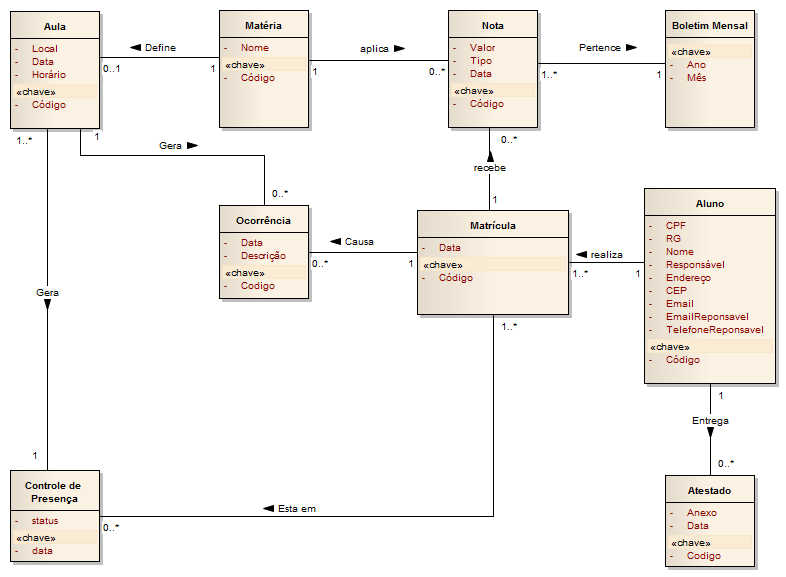 Aula
- Local
- Data
- Horário
«chave»
- Código
Define
0..1
1
Matéria
- Nome
«chave»
- Código
aplica
1
0..*
Nota
- Valor
- Tipo
- Data
«chave»
- Código
Pertence
1..*
1
Boletim Mensal
«chave»
- Ano
- Mês
1..*
1
Gera
0..*
0..*
recebe
1
Ocorrência
- Data
- Descrição
«chave»
- Codigo
Causa
0..*
1
Matrícula
- Data
«chave»
- Código
realiza
1..*
1
Aluno
- CPF
- RG
- Nome
- Responsável
- Endereço
- CEP
- Email
- EmailReponsavel
- TelefoneReponsavel
«chave»
- Código
Gera
1
1..*
1
Entrega
0..*
Controle de
Presença
- status
«chave»
- data
Esta em
0..*
Atestado
- Anexo
- Data
«chave»
- Codigo